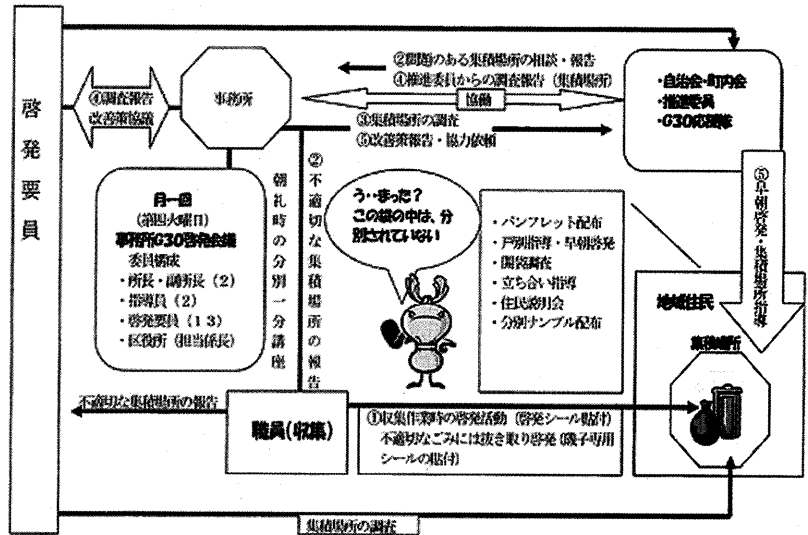 啓発要員
④調査報告
改善策協議
事務所
②問題のある集積場所の相談・報告
④推進委員からの調査報告（集積場所）
協働
③集積場所の調査
⑤改善策報告・協力依頼
・自治会・町内会
・推進委員
・G30応援隊
月一回
（第四火曜日）
事務所G30啓発会議
委員構成
・所長・副所長（2）
・指導員（2）
・啓発要員（13）
・区役所（担当係長）
朝礼時の分別一分講座
②不適切な集積場所の報告
う・・まった？
この袋の中は、分
別されていない
・パンフレット配布
・戸別指導・早朝啓発
・開袋調査
・立ち合い指導
・住民説明会
・分別サンプル配布
⑤早朝啓発・集積場所指導
地域住民
集積場所
不適切な集積場所の報告
職員（収集）
①収集作業時の啓発活動（啓発シール貼付）
不適切なごみには抜き取り啓発（磯子専用
シールの貼付）
集積場所の調査